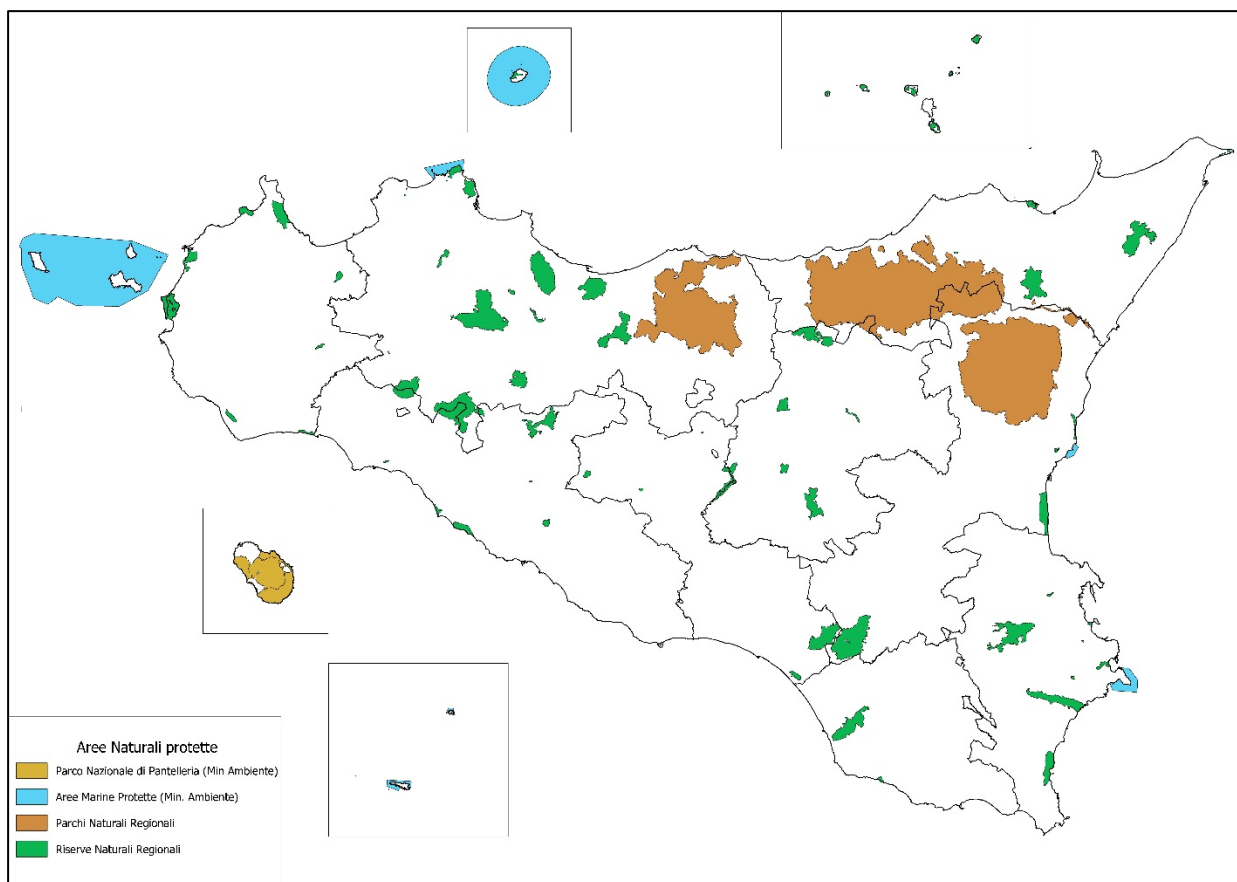 Aree Naturali protette
Parco Nazionale di Pantelleria (Min Ambiente)
Aree Marine Protette (Min. Ambiente)
Parchi Naturali Regionali
Riserve Naturali Regionali